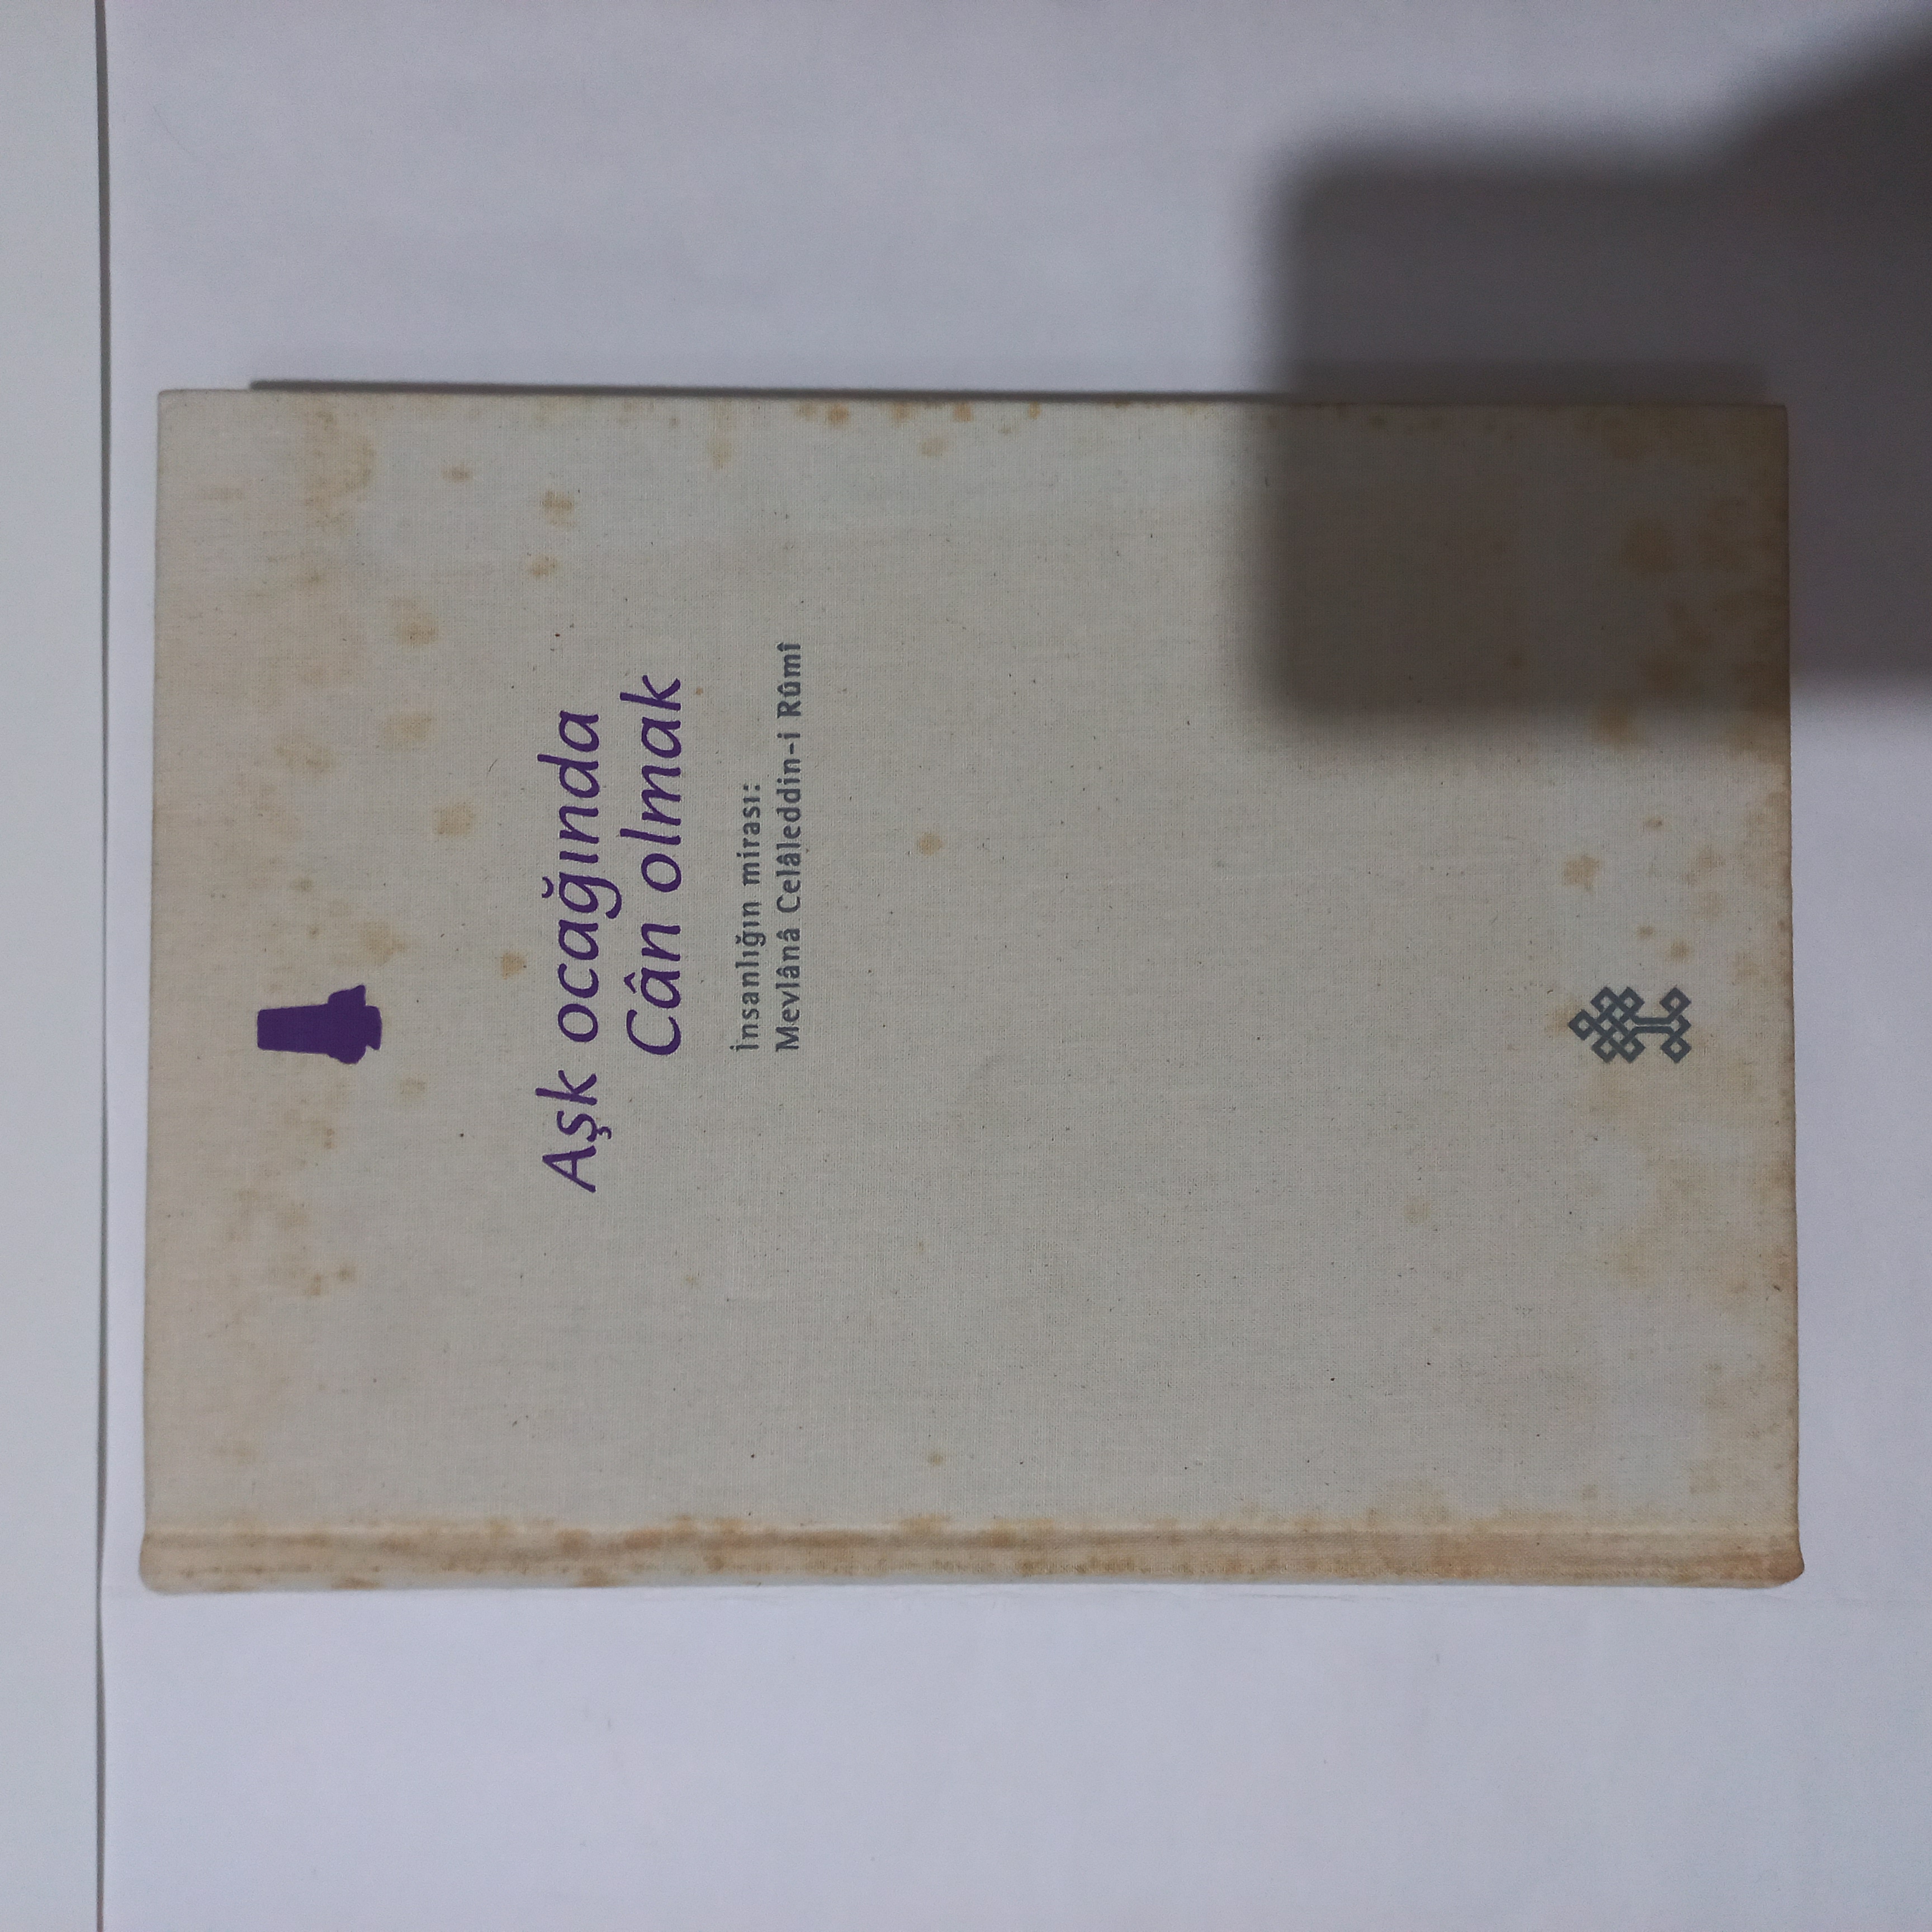 Aşk ocağında
Cân olmak
İnsanlığın mirası:
Mevlânâ Celâleddin-i Rûmî